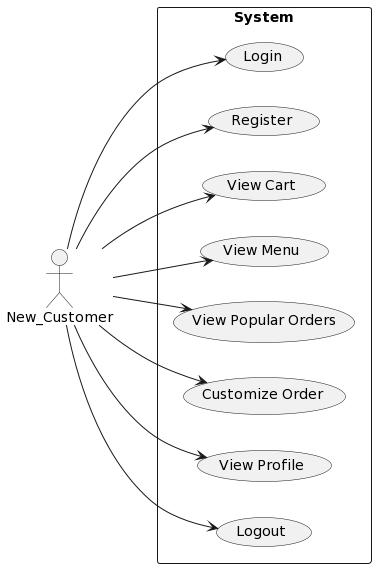 System
Login
Register
View Cart
View Menu
New_Customer
View Popular Orders
Customize Order
View Profile
Logout